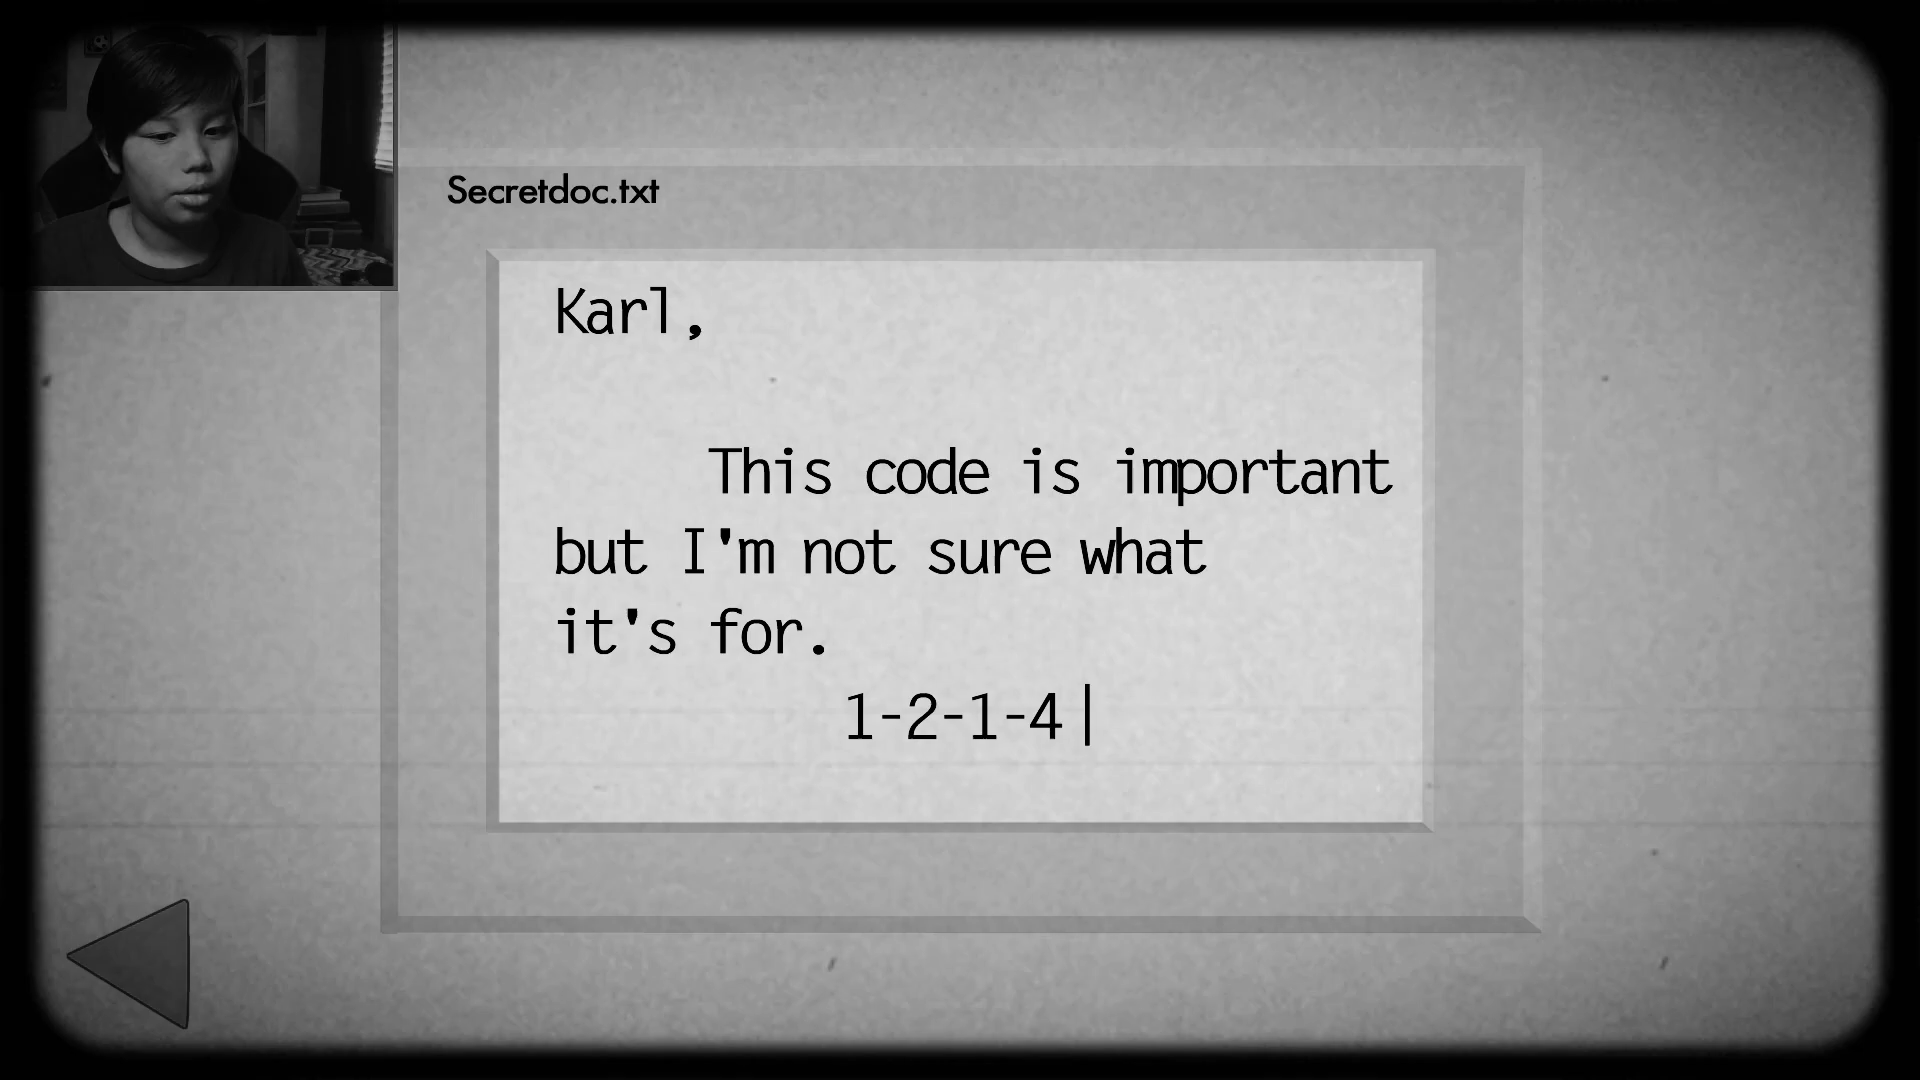 Secretdoc.txt
Karl,
This code is important
but I'm not sure what
it's for.
1-2-1-4